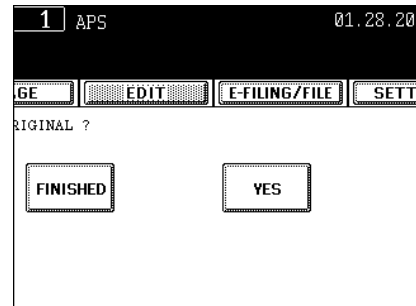 1 APS 01.28.20
GE EDIT E-FILING/FILE SETT
RIGINAL ?
FINISHED YES